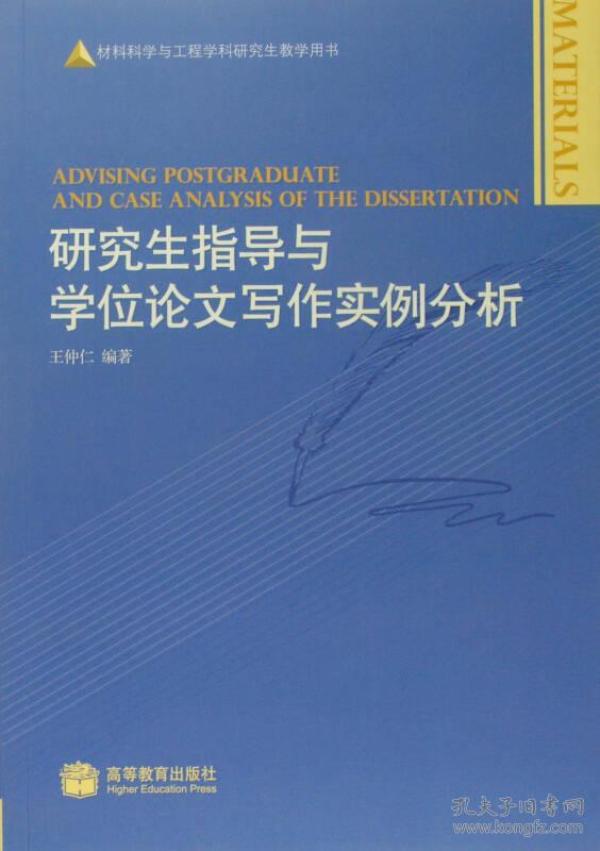 材料科学与工程学科研究生教学用书
MATERIALS
ADVISING POSTGRADUATE
AND CASE ANALYSIS OF THE DISSERTATION
研究生指导与
学位论文写作实例分析
王仲仁 编著
高等教育出版社
Higher Education Press
孔夫子旧书网
www.kongfz.com